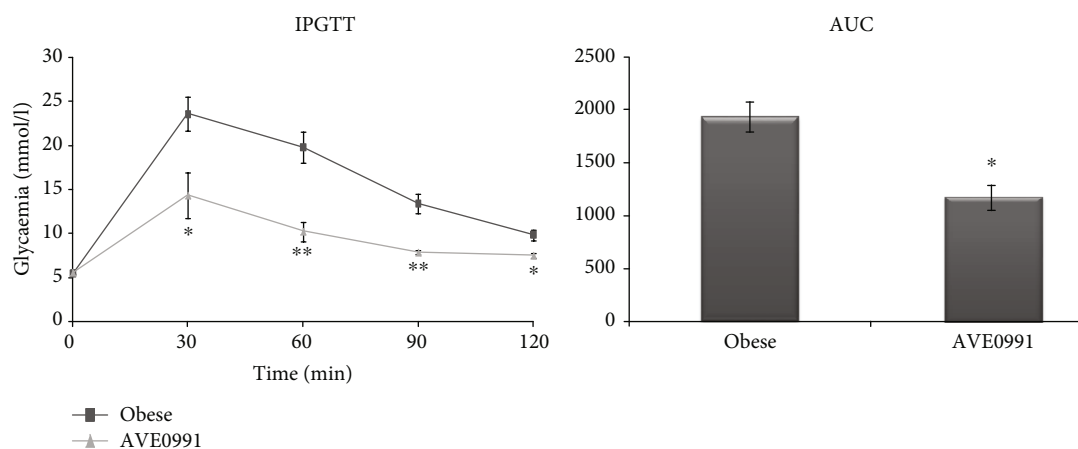 IPGTT
30
25
20
15
10
5
0
Glycaemia (mmol/l)
*
**
**
*
0 30 60 90 120
Time (min)
Obese
AVE0991
AUC
2500
2000
1500
1000
500
0
*
Obese AVE0991